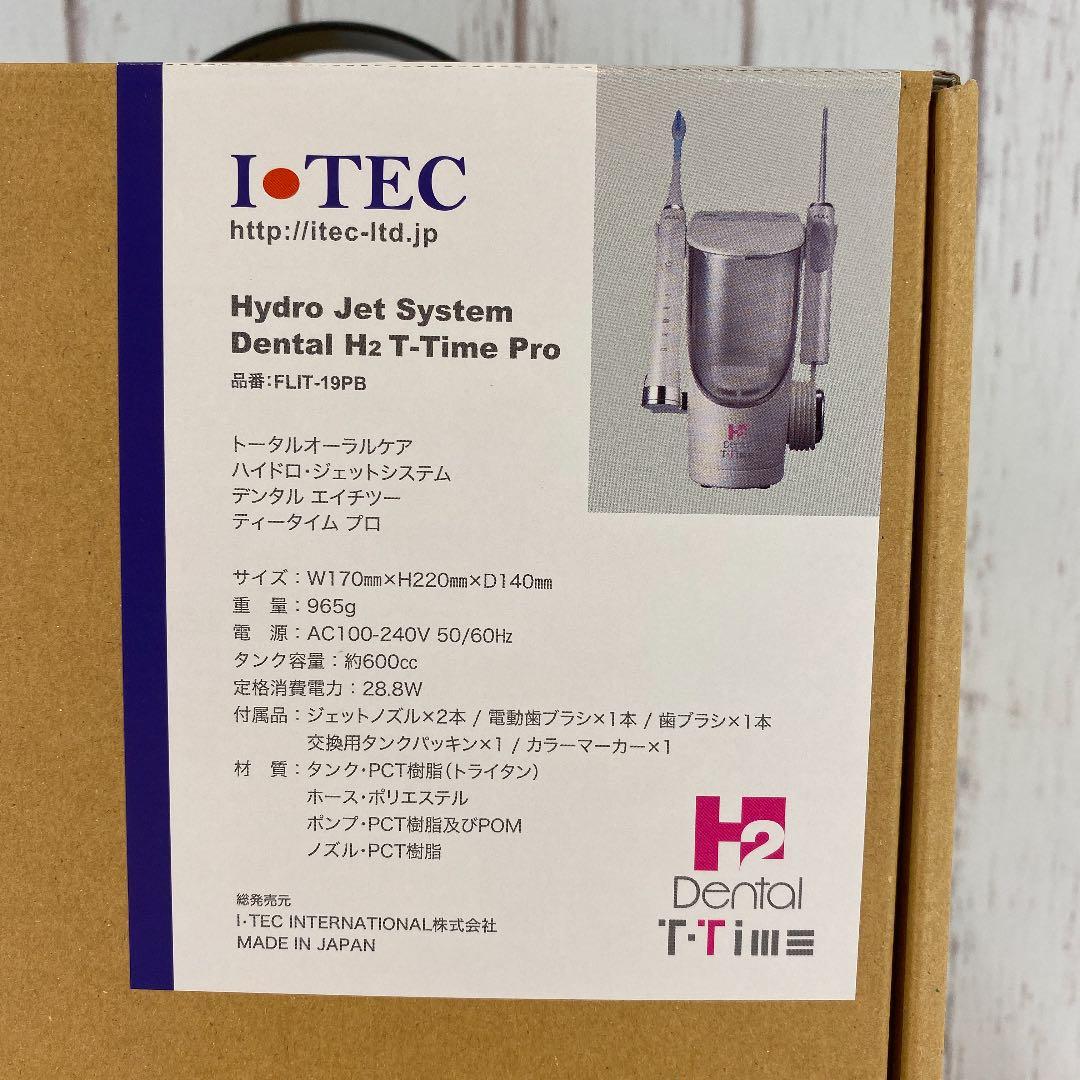 I•TEC
http://itec-ltd.jp
Hydro Jet System
Dental H2 T-Time Pro
品番:FLIT-19PB
トータルオーラルケア
ハイドロ・ジェットシステム
デンタル エイチツー
ティータイム プロ
サイズ:W170㎜×H220㎜×D140㎜
重 量:965g
電 源:AC100-240V 50/60Hz
タンク容量:約600cc
定格消費電力:28.8W
付属品:ジェットノズル×2本 / 電動歯ブラシ×1本 / 歯ブラシ×1本
交換用タンクパッキン×1 / カラーマーカー×1
材 質:タンク・PCT樹脂(トライタン)
ホース・ポリエステル
ポンプ・PCT樹脂及びPOM
ノズル・PCT樹脂
総発売元
I・TEC INTERNATIONAL株式会社
MADE IN JAPAN
H2
Dental
T・Time
H2
Dental
T・Time